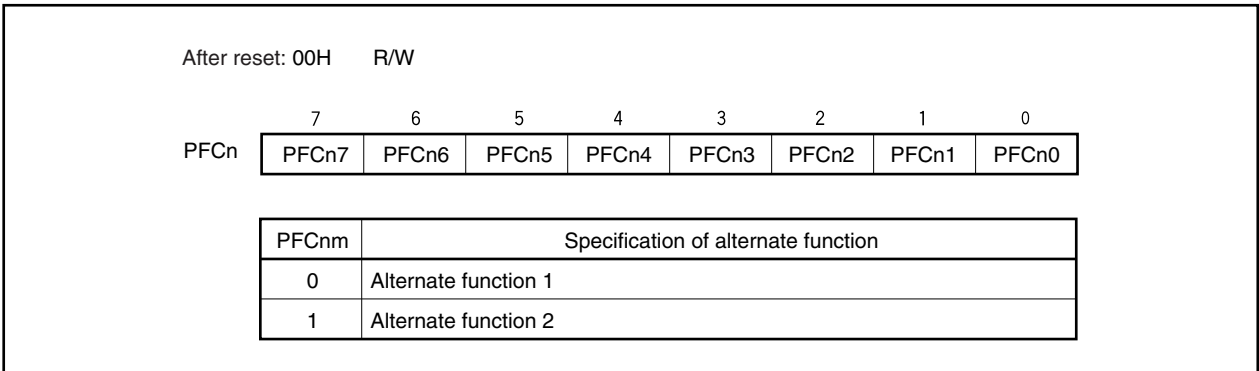 After reset: 00H R/W
7 6 5 4 3 2 1 0
PFCn PFCn7 PFCn6 PFCn5 PFCn4 PFCn3 PFCn2 PFCn1 PFCn0
PFCnm Specification of alternate function
0 Alternate function 1
1 Alternate function 2